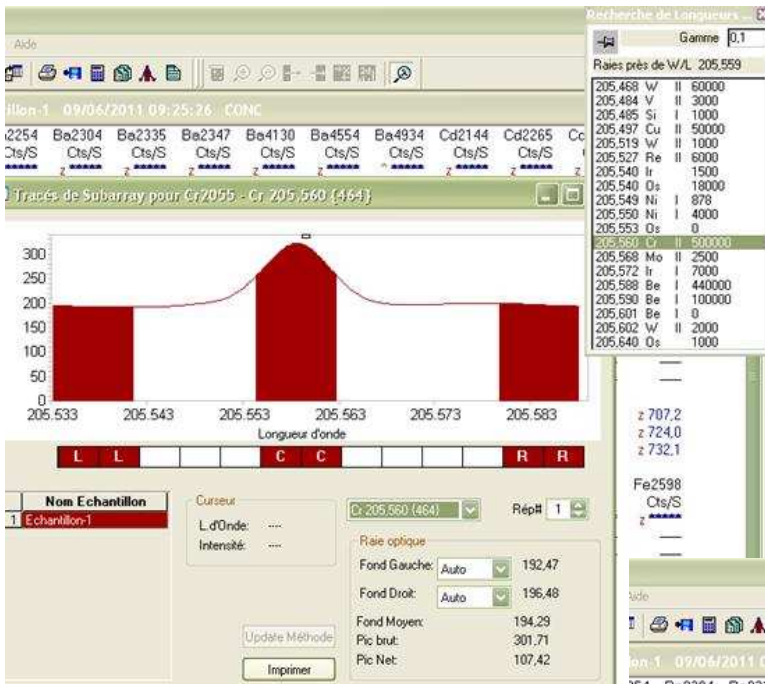 Recherche de Longueurs ...
Gamme 0,1
Raies près de W/L 205,559
205,468 W II 60000
205,484 V II 3000
205,485 Si I 1000
205,497 Cu II 50000
205,519 W II 1000
205,527 Re II 6000
205,540 Ir 1500
205,540 Os 18000
205,549 Ni I 878
205,550 Ni I 4000
205,553 Os 0
205,560 Cr II 500000
205,568 Mo II 2500
205,572 Ir I 7000
205,588 Be I 440000
205,590 Be I 100000
205,601 Be I 0
205,602 W II 2000
205,640 Os 1000
Aide
illon-1 09/06/2011 09:25:26 CONC
a2254 Ba2304 Ba2335 Ba2347 Ba4130 Ba4554 Ba4934 Cd2144 Cd2265 Co
Cts/S Cts/S Cts/S Cts/S Cts/S Cts/S Cts/S Cts/S Cts/S
***** z ***** z ***** z ***** z ***** z ***** ^ ***** z ***** z ***** z
Tracés de Subarray pour Cr2055 - Cr 205,560 {464}
300
250
200
150
100
50
0
205.533 205.543 205.553 205.563 205.573 205.583
Longueur d'onde
L L C C R R
z 707,2
z 724,0
z 732,1
Fe2598
Cts/S
z *****
Nom Echantillon
1 Echantillon-1
Curseur
L.d'Onde: ----
Intensité: ----
Update Méthode
Imprimer
Cr 205,560 {464}
Rép# 1
Raie optique
Fond Gauche: Auto 192,47
Fond Droit: Auto 196,48
Fond Moyen: 194,29
Pic brut: 301,71
Pic Net: 107,42
Aide
lon-1 09/06/2011 0